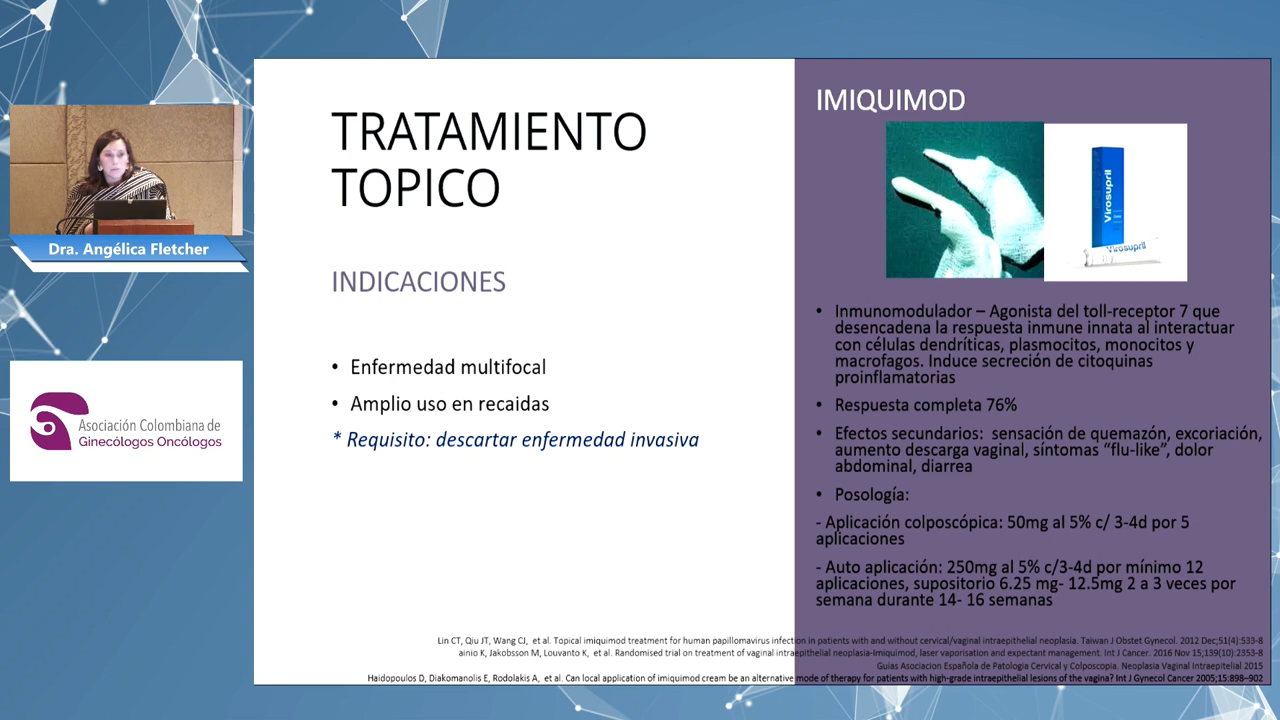 TRATAMIENTO
TOPICO
INDICACIONES
• Enfermedad multifocal
• Amplio uso en recaidas
* Requisito: descartar enfermedad invasiva
IMIQUIMOD
Virosupril
Virosupril
• Inmunomodulador – Agonista del toll-receptor 7 que
desencadena la respuesta inmune innata al interactuar
con células dendríticas, plasmocitos, monocitos y
macrofagos. Induce secreción de citoquinas
proinflamatorias
• Respuesta completa 76%
• Efectos secundarios: sensación de quemazón, excoriación,
aumento descarga vaginal, síntomas “flu-like”, dolor
abdominal, diarrea
• Posología:
- Aplicación colposcópica: 50mg al 5% c/ 3-4d por 5
aplicaciones
- Auto aplicación: 250mg al 5% c/3-4d por mínimo 12
aplicaciones, supositorio 6.25 mg- 12.5mg 2 a 3 veces por
semana durante 14- 16 semanas
Lin CT, Qiu JT, Wang CJ, et al. Topical imiquimod treatment for human papillomavirus infection in patients with and without cervical/vaginal intraepithelial neoplasia. Taiwan J Obstet Gynecol. 2012 Dec;51(4):533-8
ainio K, Jakobsson M, Louvanto K, et al. Randomised trial on treatment of vaginal intraepithelial neoplasia-Imiquimod, laser vaporisation and expectant management. Int J Cancer. 2016 Nov 15;139(10):2353-8
Guias Asociacion Española de Patologia Cervical y Colposcopia. Neoplasia Vaginal Intraepitelial 2015
Haidopoulos D, Diakomanolis E, Rodolakis A, et al. Can local application of imiquimod cream be an alternative mode of therapy for patients with high-grade intraepithelial lesions of the vagina? Int J Gynecol Cancer 2005;15:898–902
Dra. Angélica Fletcher
Asociación Colombiana de
Ginecólogos Oncólogos